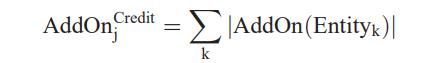 AddOn_j^Credit = ∑_k |AddOn(Entity_k)|